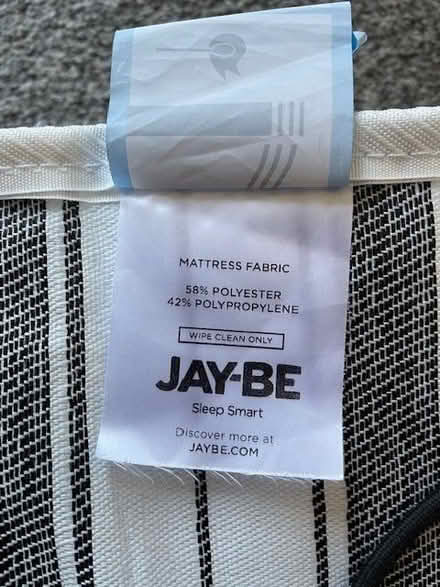 MATTRESS FABRIC
58% POLYESTER
42% POLYPROPYLENE
WIPE CLEAN ONLY
JAY-BE
Sleep Smart
Discover more at
JAYBE.COM